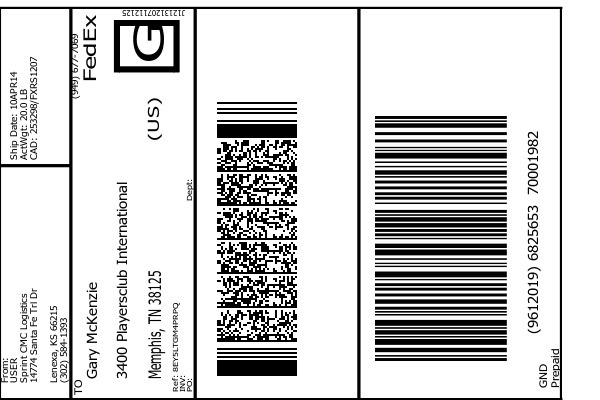 From:
USER
Sprint CMC Logistics
14774 Santa Fe Trl Dr
Lenexa, KS 66215
(302) 584-1393
Ship Date: 10APR14
ActWgt: 20.0 LB
CAD: 253298/FXRS1207
TO
Gary McKenzie
3400 Playersclub International
Memphis, TN 38125
(US)
(949) 677-7069
Ref: 8EYSLTGM4PRPQ
INV:
PO:
Dept:
FedEx
G
J121312071112125
(9612019) 6825653 70001982
GND
Prepaid